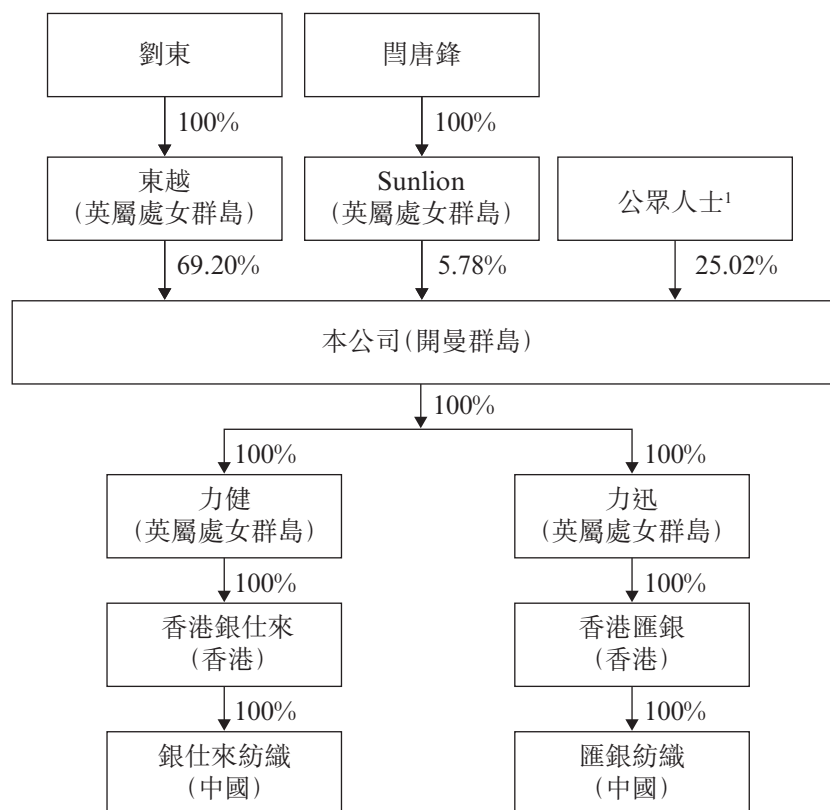 劉東
閆唐鋒
100%
100%
東越
(英屬處女群島)
Sunlion
(英屬處女群島)
公眾人士¹
69.20%
5.78%
25.02%
本公司(開曼群島)
100%
100%
100%
力健
(英屬處女群島)
力迅
(英屬處女群島)
100%
100%
香港銀仕來
(香港)
香港匯銀
(香港)
100%
100%
銀仕來紡織
(中國)
匯銀紡織
(中國)